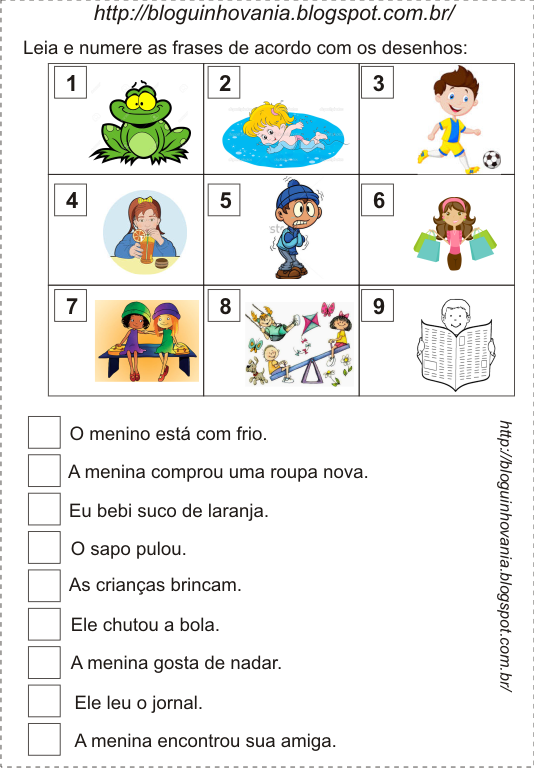 http://bloguinhovania.blogspot.com.br/
Leia e numere as frases de acordo com os desenhos:
1
2
3
4
5
6
7
8
9
O menino está com frio.
A menina comprou uma roupa nova.
Eu bebi suco de laranja.
O sapo pulou.
As crianças brincam.
Ele chutou a bola.
A menina gosta de nadar.
Ele leu o jornal.
A menina encontrou sua amiga.
http://bloguinhovania.blogspot.com.br/